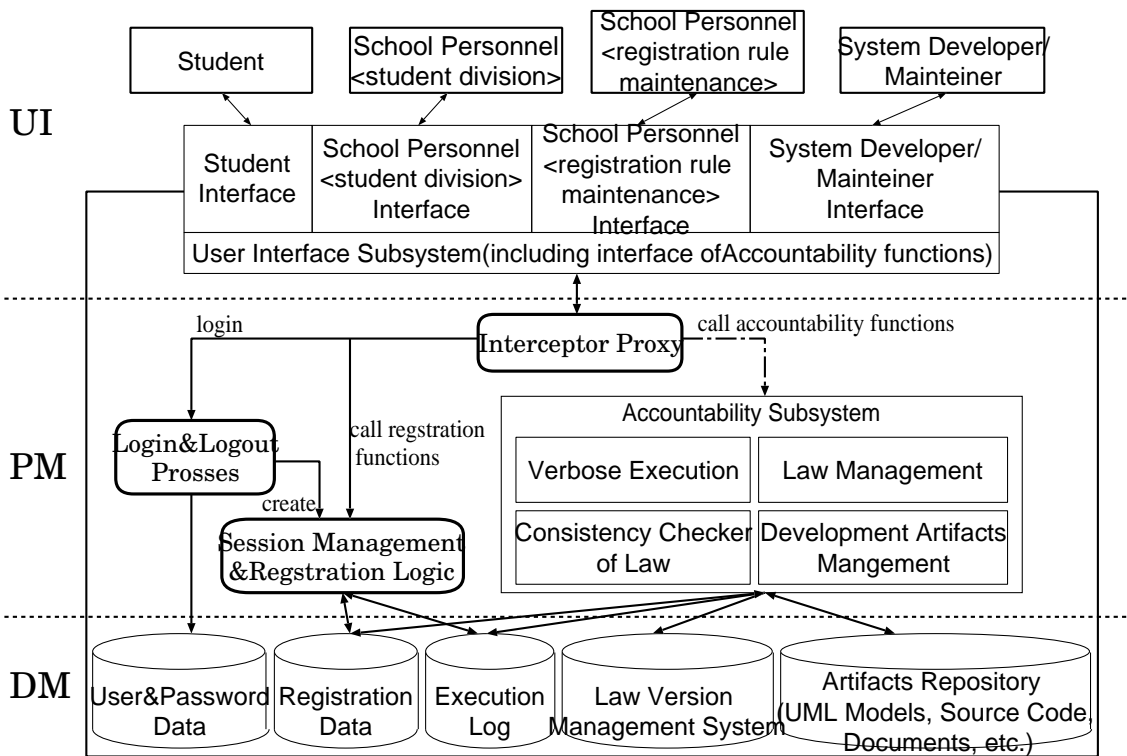 Student
School Personnel
<student division>
School Personnel
<registration rule
maintenance>
System Developer/
Mainteiner
UI
Student
Interface
School Personnel
<student division>
Interface
School Personnel
<registration rule
maintenance>
Interface
System Developer/
Mainteiner
Interface
User Interface Subsystem(including interface ofAccountability functions)
login
Interceptor Proxy
call accountability functions
PM
Login&Logout
Prosses
call regstration
functions
create
Session Management
&Regstration Logic
Accountability Subsystem
Verbose Execution
Law Management
Consistency Checker
of Law
Development Artifacts
Mangement
DM
User&Password
Data
Registration
Data
Execution
Log
Law Version
Management System
Artifacts Repository
(UML Models, Source Code,
Documents, etc.)